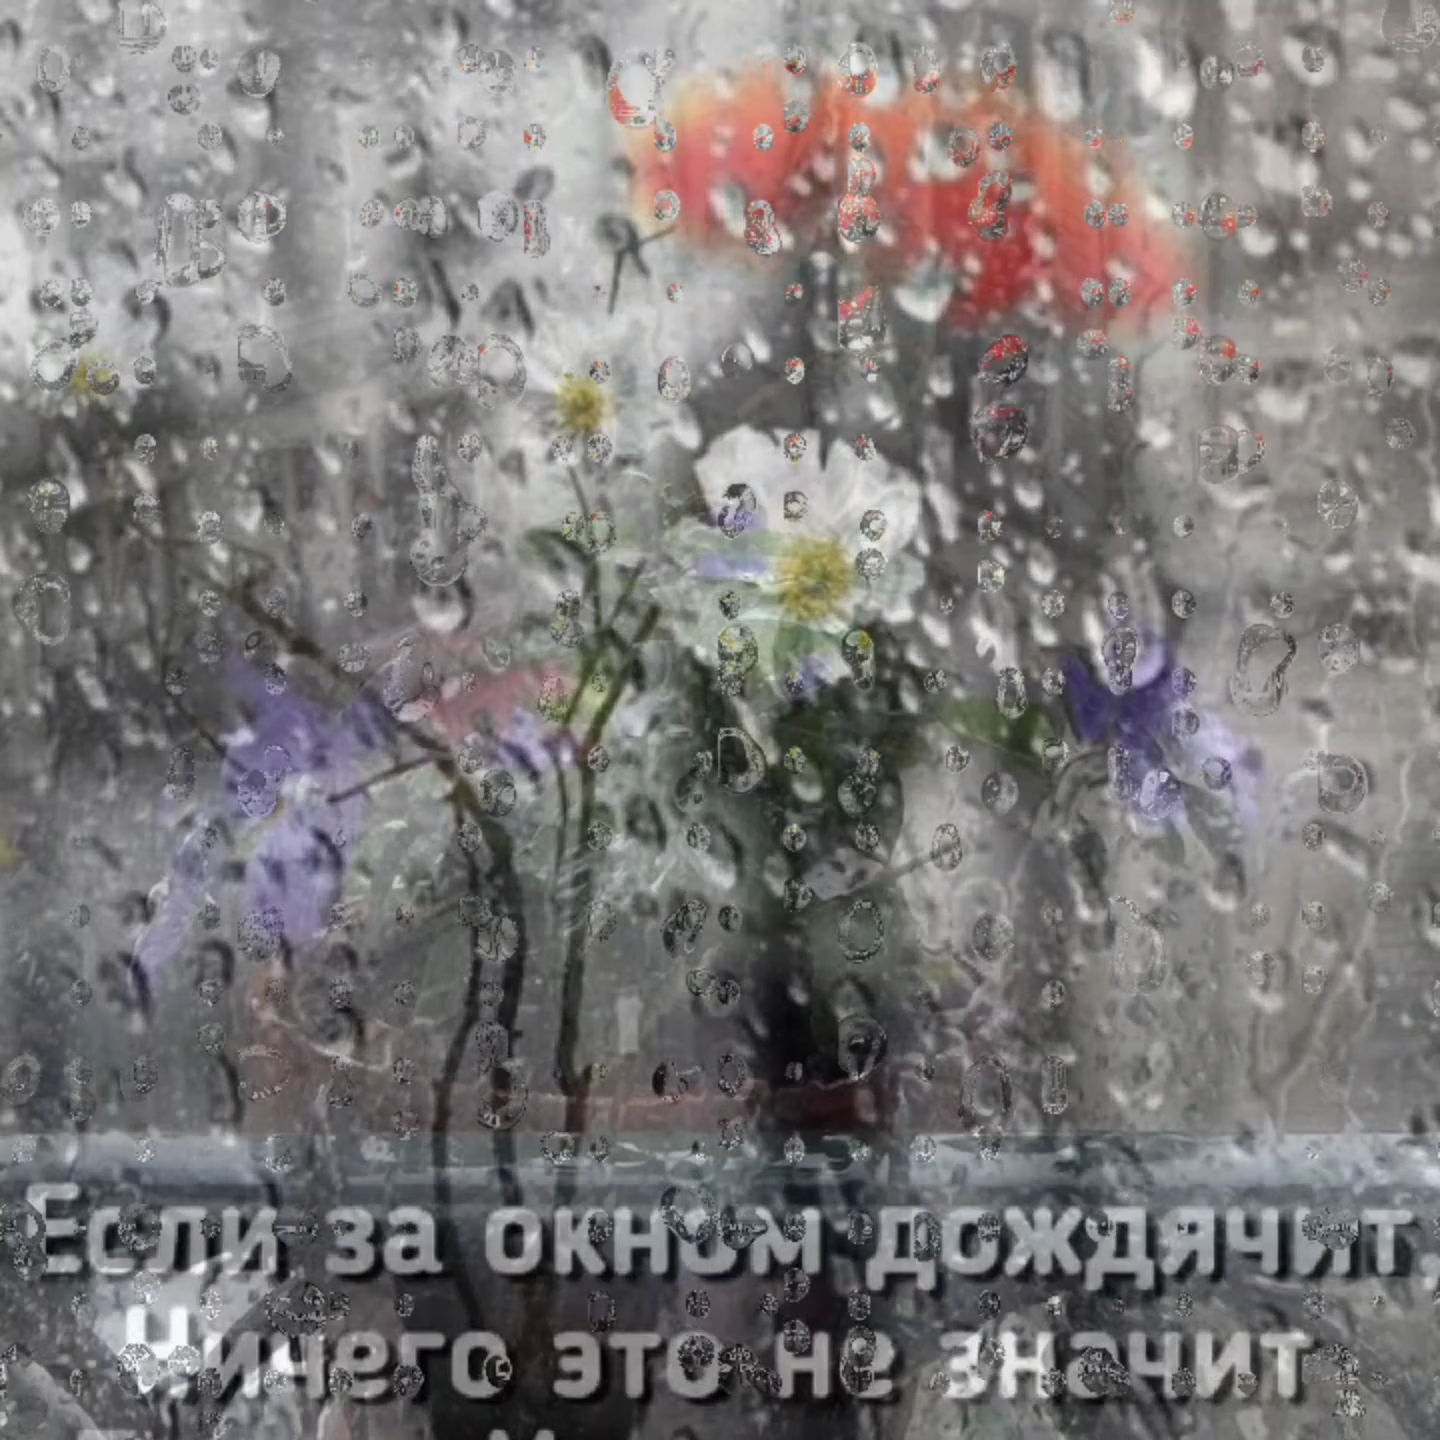 Если за окном дождячит,
Ничего это не значит